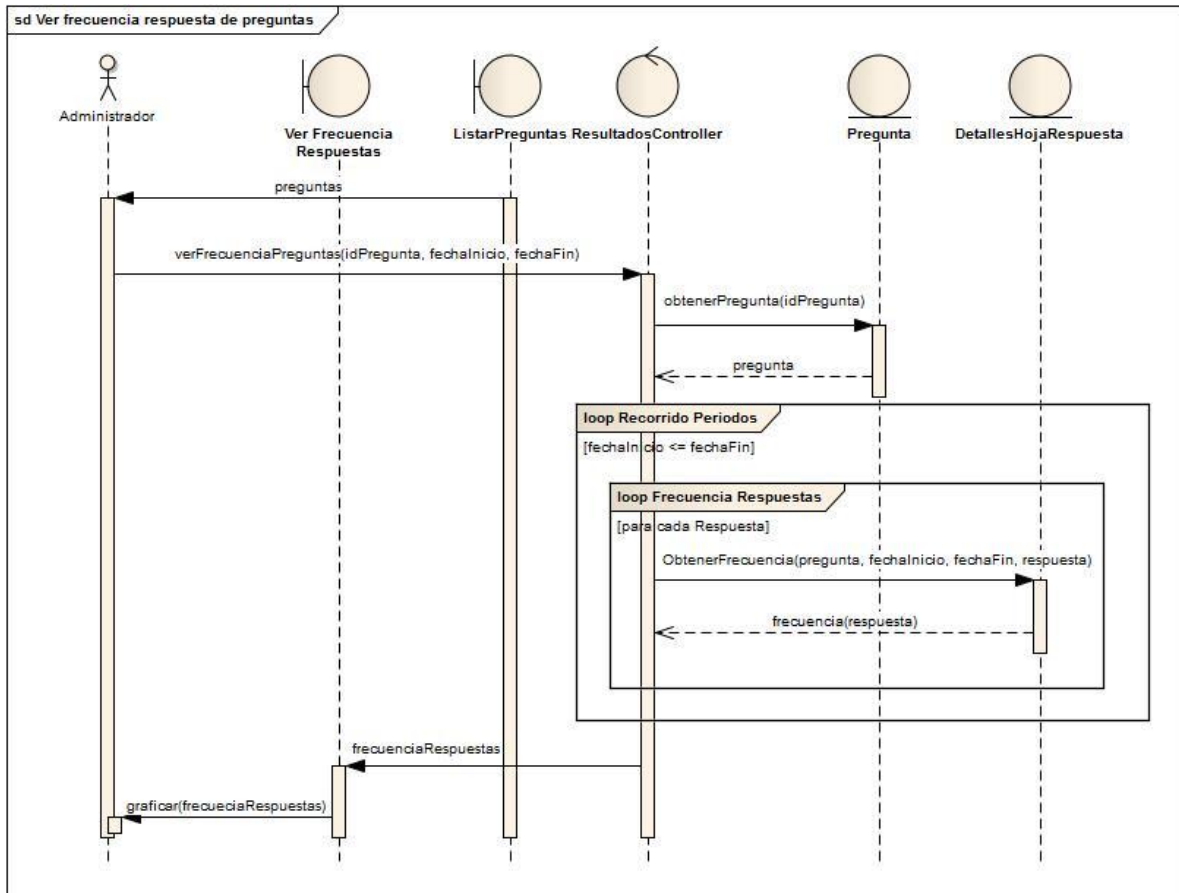 sd Ver frecuencia respuesta de preguntas
Administrador
Ver Frecuencia
Respuestas
ListarPreguntas
ResultadosController
Pregunta
DetallesHojaRespuesta
preguntas
verFrecuenciaPreguntas(idPregunta, fechaInicio, fechaFin)
obtenerPregunta(idPregunta)
pregunta
loop Recorrido Periodos
[fechaInicio <= fechaFin]
loop Frecuencia Respuestas
[para cada Respuesta]
ObtenerFrecuencia(pregunta, fechaInicio, fechaFin, respuesta)
frecuencia(respuesta)
frecuenciaRespuestas
graficar(frecueciaRespuestas)